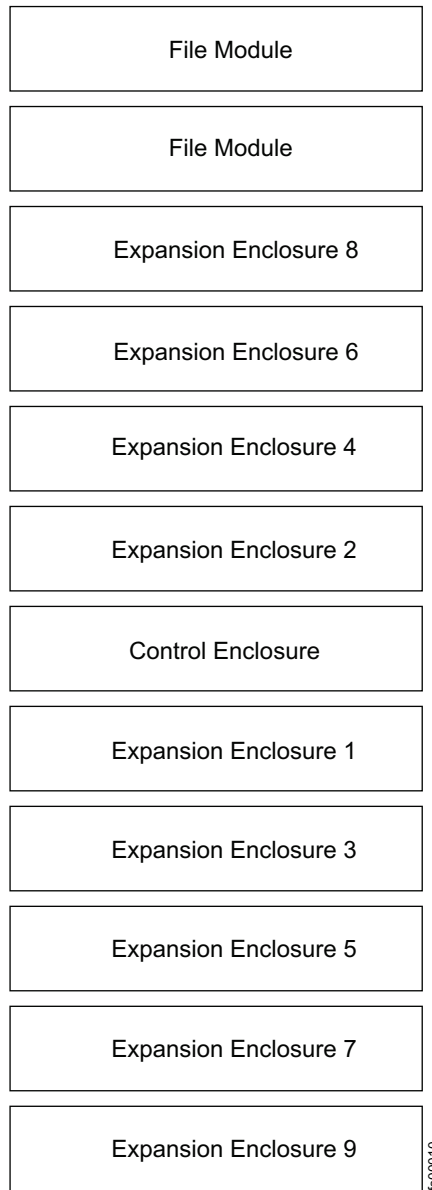 File Module
File Module
Expansion Enclosure 8
Expansion Enclosure 6
Expansion Enclosure 4
Expansion Enclosure 2
Control Enclosure
Expansion Enclosure 1
Expansion Enclosure 3
Expansion Enclosure 5
Expansion Enclosure 7
Expansion Enclosure 9